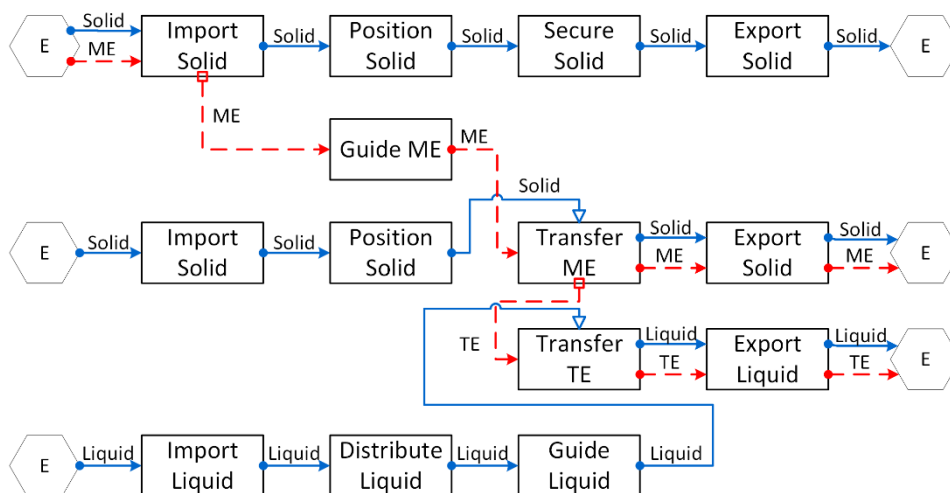 E
Solid
ME
Import
Solid
Solid
Position
Solid
Solid
Secure
Solid
Solid
Export
Solid
Solid
E
ME
Guide ME
ME
Solid
E
Solid
Import
Solid
Solid
Position
Solid
Transfer
ME
Solid
ME
Export
Solid
Solid
ME
E
TE
Transfer
TE
Liquid
TE
Export
Liquid
Liquid
TE
E
E
Liquid
Import
Liquid
Liquid
Distribute
Liquid
Liquid
Guide
Liquid
Liquid